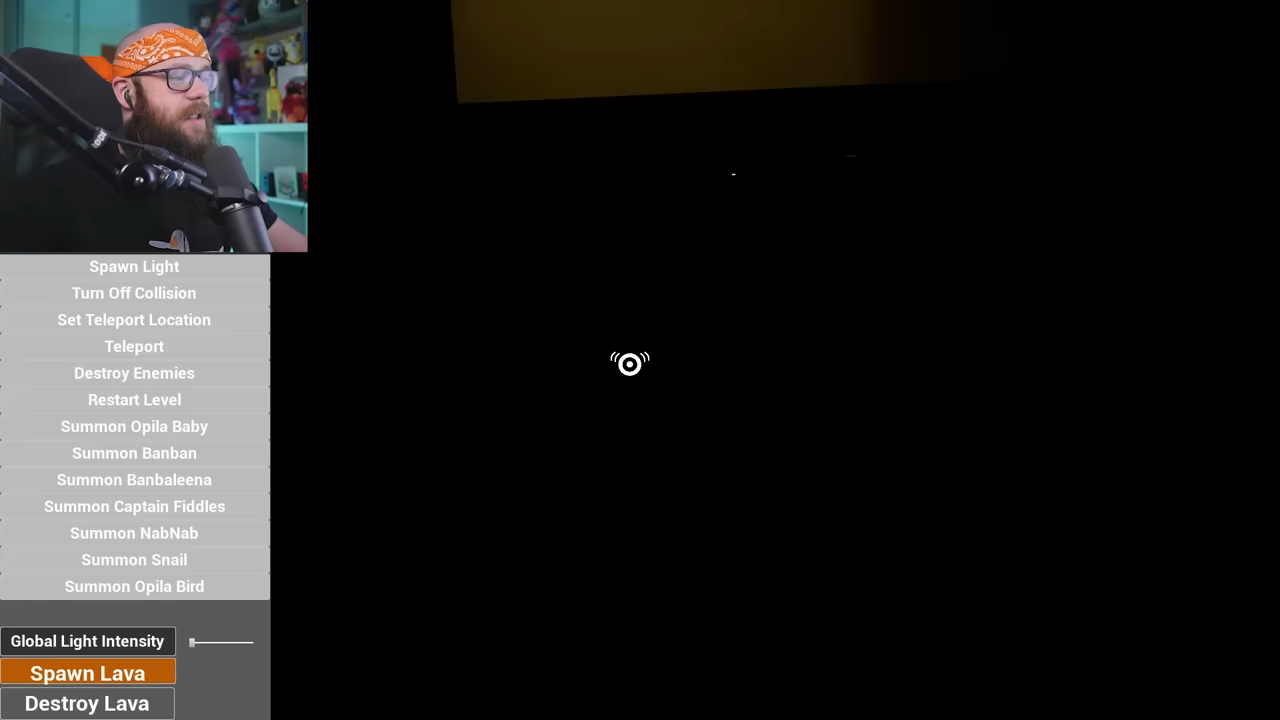 Spawn Light
Turn Off Collision
Set Teleport Location
Teleport
Destroy Enemies
Restart Level
Summon Opila Baby
Summon Banban
Summon Banbaleena
Summon Captain Fiddles
Summon NabNab
Summon Snail
Summon Opila Bird
Global Light Intensity
Spawn Lava
Destroy Lava